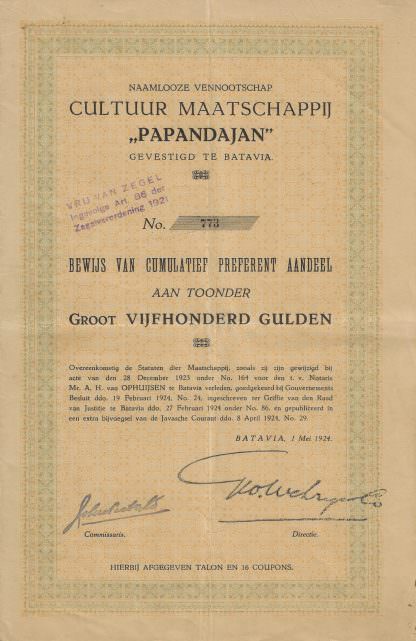 NAAMLOOZE VENNOOTSCHAP
CULTUUR MAATSCHAPPIJ
„PAPANDAJAN”
GEVESTIGD TE BATAVIA.
VRIJ VAN ZEGEL
Ingevolge Art. 86 der
Zegelverordening 1921
No. 773
BEWIJS VAN CUMULATIEF PREFERENT AANDEEL
AAN TOONDER
GROOT VIJFHONDERD GULDEN
Overeenkomstig de Statuten dier Maatschappij, zooals zij zijn gewijzigd bij
acte van den 28 December 1923 onder No. 164 voor den t. v. Notaris
Mr. A. H. van OPHUIJSEN te Batavia verleden, goedgekeurd bij Gouvernements
Besluit ddo. 19 Februari 1924, No. 24, ingeschreven ter Griffie van den Raad
van Justitie te Batavia ddo. 27 Februari 1924 onder No. 86, en gepubliceerd in
een extra bijvoegsel van de Javasche Courant ddo. 8 April 1924, No. 29.
BATAVIA, 1 Mei 1924.
Commissaris.
Directie.
HIERBIJ AFGEGEVEN TALON EN 16 COUPONS.